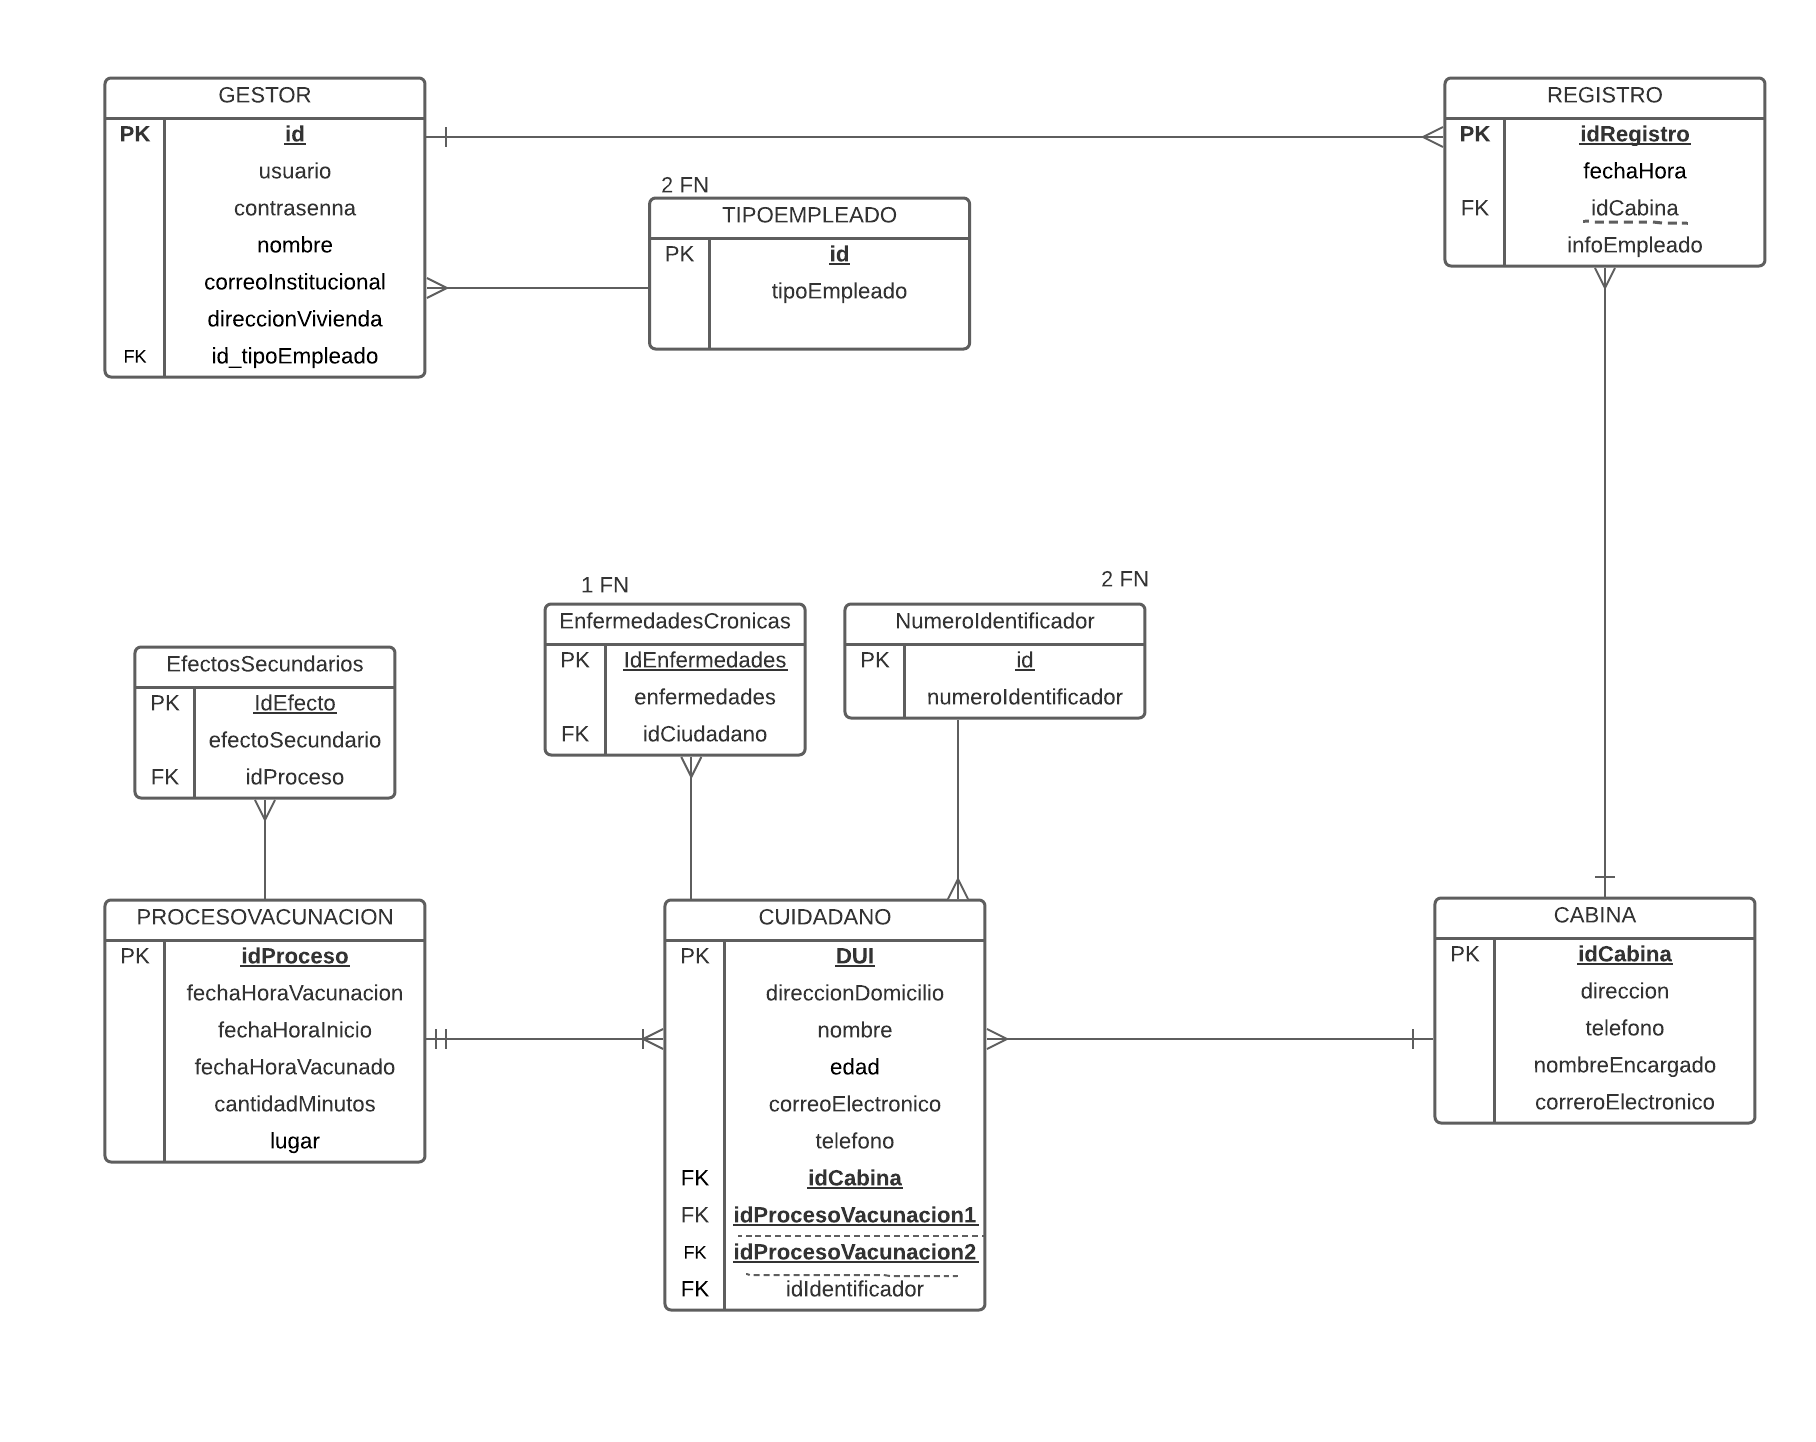 GESTOR
PK id
usuario
contrasenna
nombre
correoInstitucional
direccionVivienda
FK id_tipoEmpleado
2 FN
TIPOEMPLEADO
PK id
tipoEmpleado
REGISTRO
PK idRegistro
fechaHora
FK idCabina
infoEmpleado
EfectosSecundarios
PK IdEfecto
efectoSecundario
FK idProceso
1 FN
EnfermedadesCronicas
PK IdEnfermedades
enfermedades
FK idCiudadano
2 FN
NumeroIdentificador
PK id
numeroIdentificador
PROCESOVACUNACION
PK idProceso
fechaHoraVacunacion
fechaHoraInicio
fechaHoraVacunado
cantidadMinutos
lugar
CUIDADANO
PK DUI
direccionDomicilio
nombre
edad
correoElectronico
telefono
FK idCabina
FK idProcesoVacunacion1
FK idProcesoVacunacion2
FK idIdentificador
CABINA
PK idCabina
direccion
telefono
nombreEncargado
correroElectronico